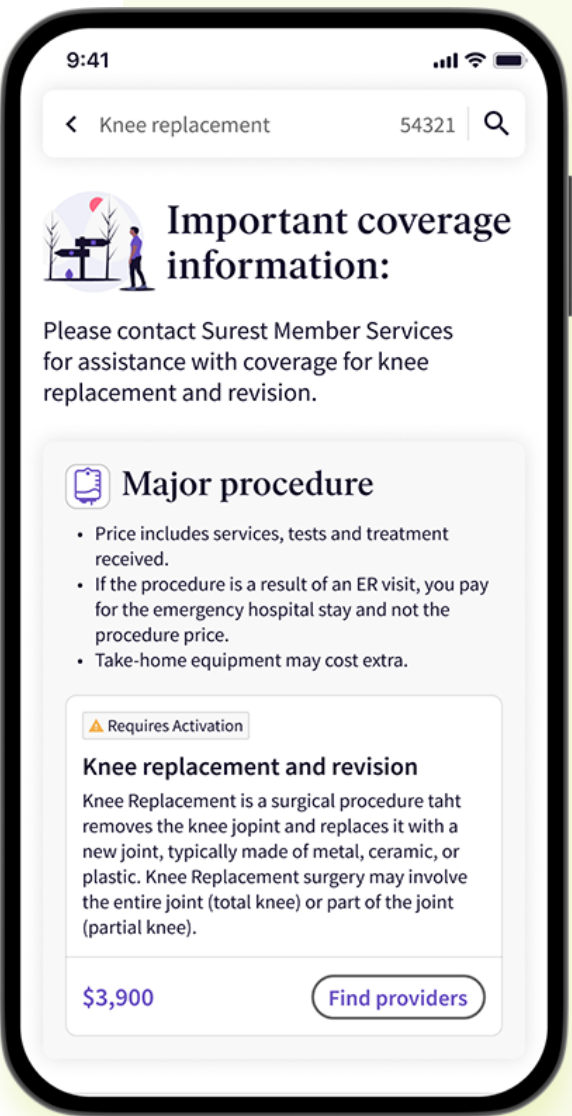 9:41
Knee replacement 54321
Important coverage
information:
Please contact Surest Member Services
for assistance with coverage for knee
replacement and revision.
Major procedure
• Price includes services, tests and treatment
received.
• If the procedure is a result of an ER visit, you pay
for the emergency hospital stay and not the
procedure price.
• Take-home equipment may cost extra.
Requires Activation
Knee replacement and revision
Knee Replacement is a surgical procedure taht
removes the knee jopint and replaces it with a
new joint, typically made of metal, ceramic, or
plastic. Knee Replacement surgery may involve
the entire joint (total knee) or part of the joint
(partial knee).
$3,900 Find providers